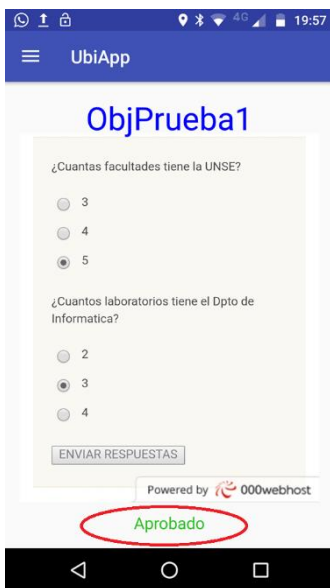 4G 19:57
UbiApp
ObjPrueba1
¿Cuantas facultades tiene la UNSE?
3
4
5
¿Cuantos laboratorios tiene el Dpto de
Informatica?
2
3
4
ENVIAR RESPUESTAS
Powered by 000webhost
Aprobado